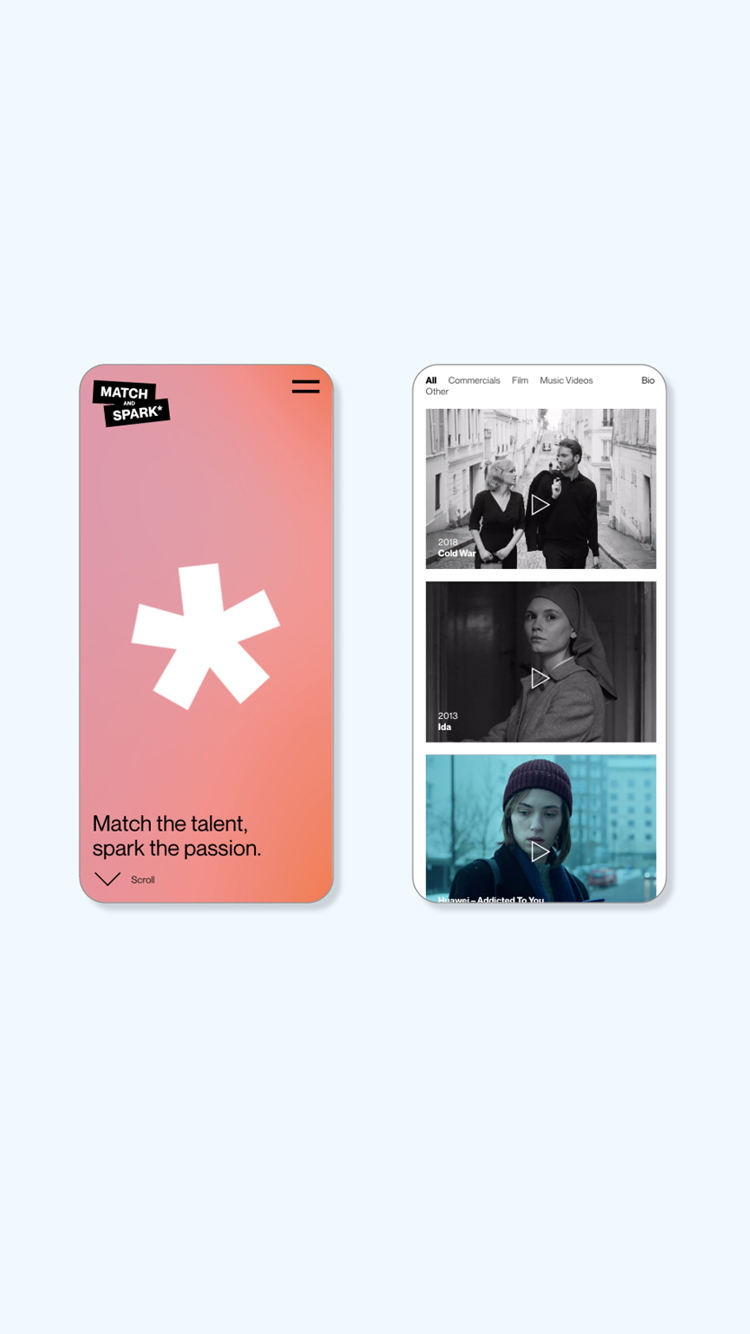 MATCH
AND
SPARK*
Match the talent,
spark the passion.
Scroll
All Commercials Film Music Videos Bio
Other
2018
Cold War
2013
Ida
Huawei – Addicted To You